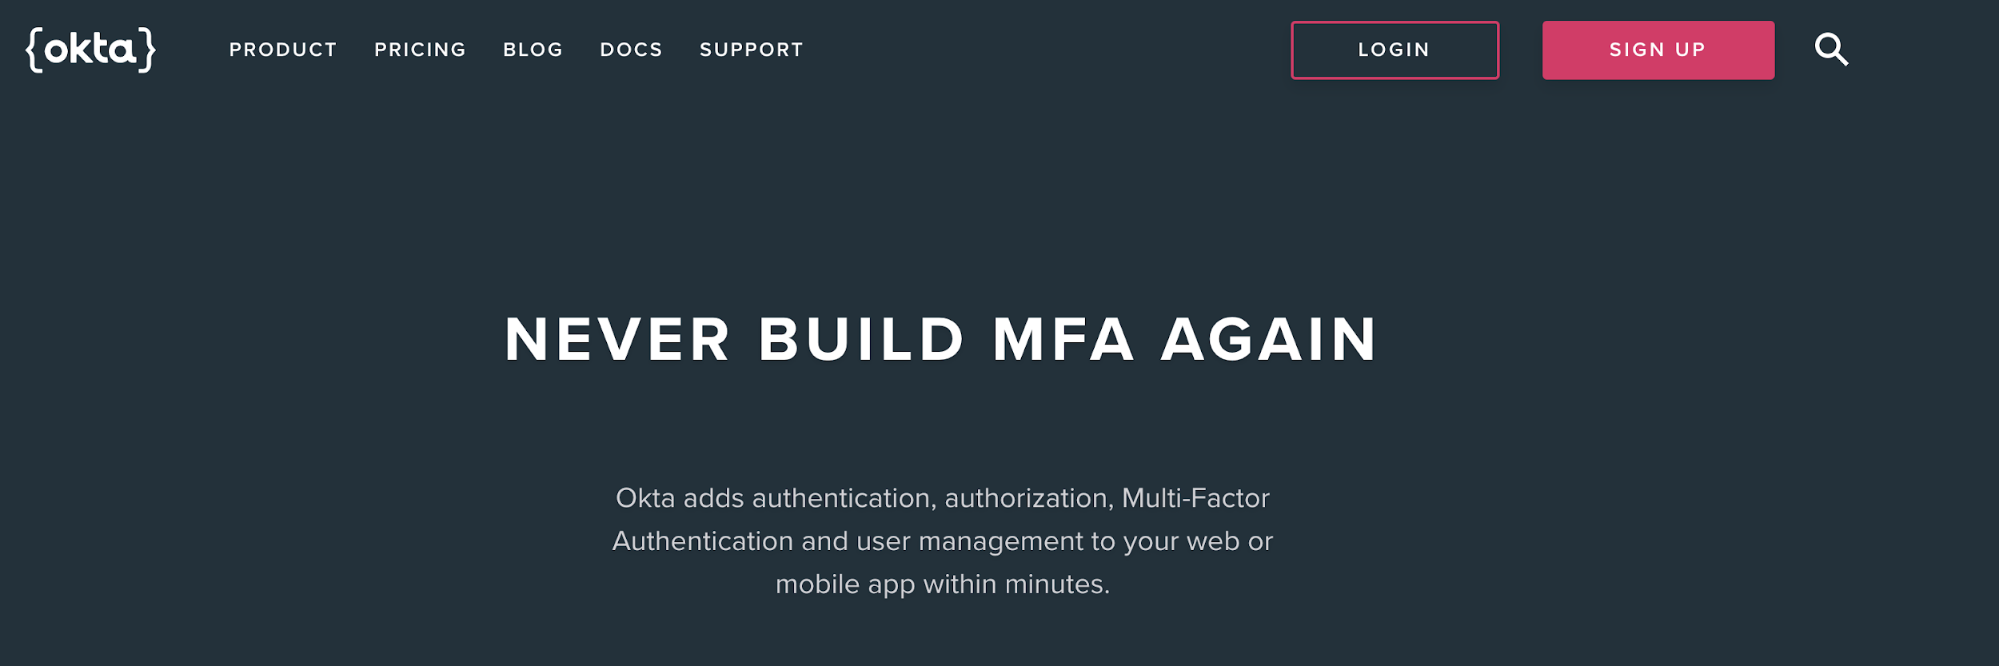 {okta}
PRODUCT PRICING BLOG DOCS SUPPORT LOGIN SIGN UP
NEVER BUILD MFA AGAIN
Okta adds authentication, authorization, Multi-Factor
Authentication and user management to your web or
mobile app within minutes.